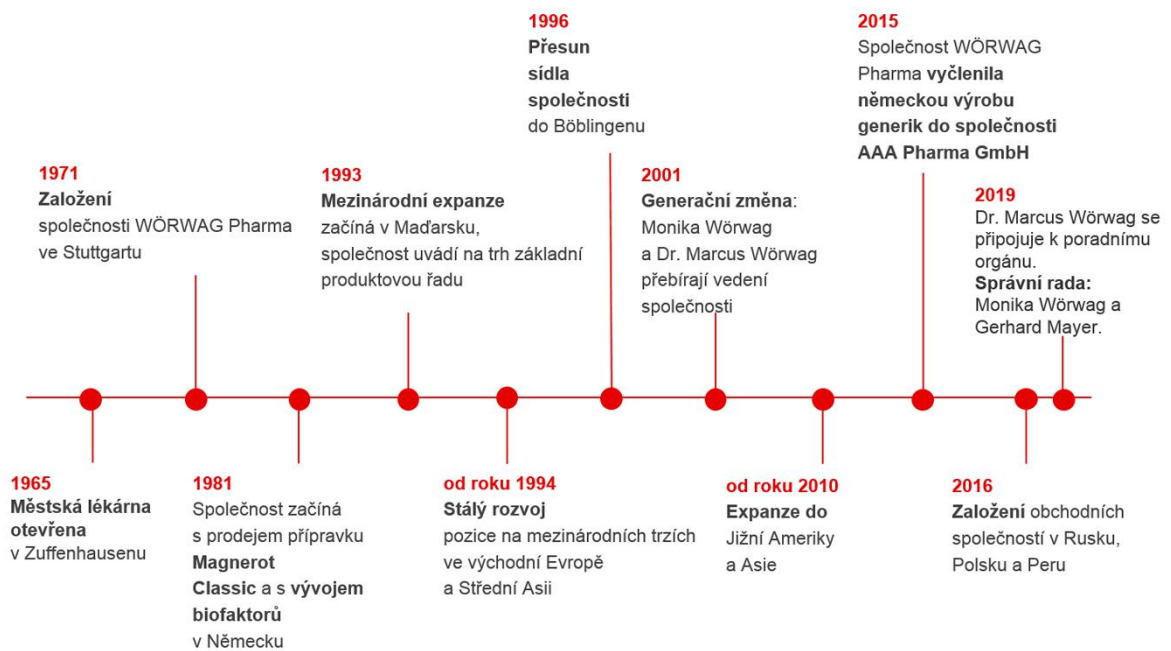 1965
Městská lékárna
otevřena
v Zuffenhausenu
1971
Založení
společnosti WÖRWAG Pharma
ve Stuttgartu
1981
Společnost začíná
s prodejem přípravku
Magnerot
Classic a s vývojem
biofaktorů
v Německu
1993
Mezinárodní expanze
začíná v Maďarsku,
společnost uvádí na trh základní
produktovou řadu
od roku 1994
Stálý rozvoj
pozice na mezinárodních trzích
ve východní Evropě
a Střední Asii
1996
Přesun
sídla
společnosti
do Böblingenu
2001
Generační změna:
Monika Wörwag
a Dr. Marcus Wörwag
přebírají vedení
společnosti
od roku 2010
Expanze do
Jižní Ameriky
a Asie
2015
Společnost WÖRWAG
Pharma vyčlenila
německou výrobu
generik do společnosti
AAA Pharma GmbH
2016
Založení obchodních
společností v Rusku,
Polsku a Peru
2019
Dr. Marcus Wörwag se
připojuje k poradnímu
orgánu.
Správní rada:
Monika Wörwag a
Gerhard Mayer.